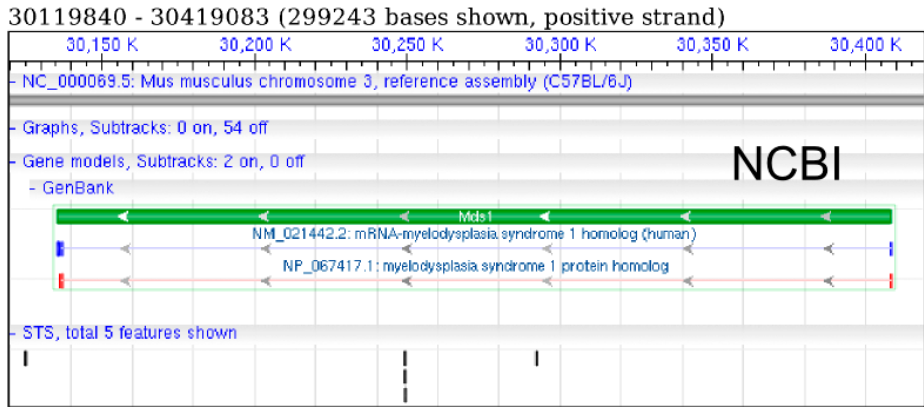 30119840 - 30419083 (299243 bases shown, positive strand)
30,150 K 30,200 K 30,250 K 30,300 K 30,350 K 30,400 K
- NC_000069.5: Mus musculus chromosome 3, reference assembly (C57BL/6J)
- Graphs, Subtracks: 0 on, 54 off
- Gene models, Subtracks: 2 on, 0 off
NCBI
- GenBank
Mds1
NM_021442.2: mRNA-myelodysplasia syndrome 1 homolog (human)
NP_067417.1: myelodysplasia syndrome 1 protein homolog
- STS, total 5 features shown